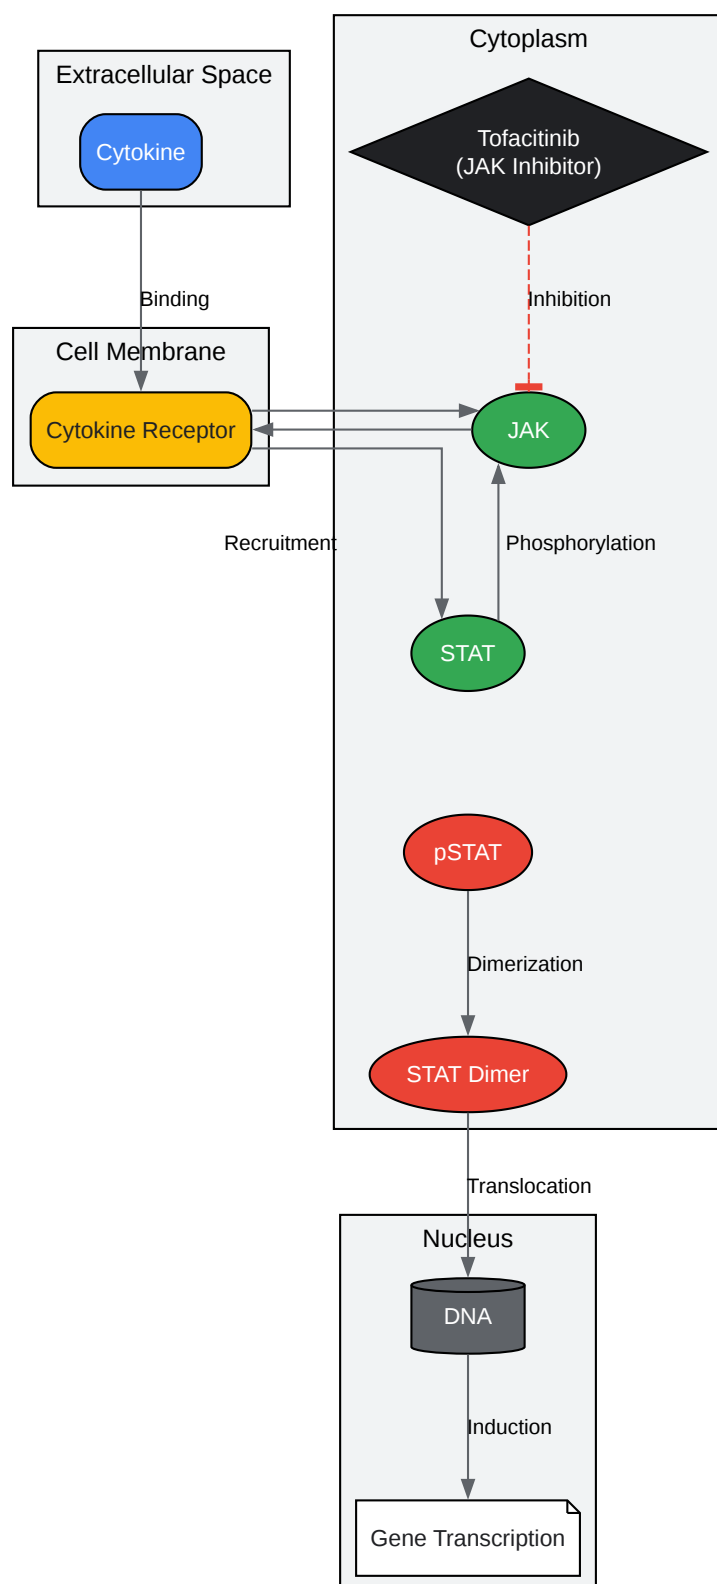 Cytoplasm
Extracellular Space
Tofacitinib
(JAK Inhibitor)
Cytokine
Binding
Inhibition
Cell Membrane
Cytokine Receptor
JAK
Recruitment
Phosphorylation
STAT
pSTAT
Dimerization
STAT Dimer
Translocation
Nucleus
DNA
Induction
Gene Transcription